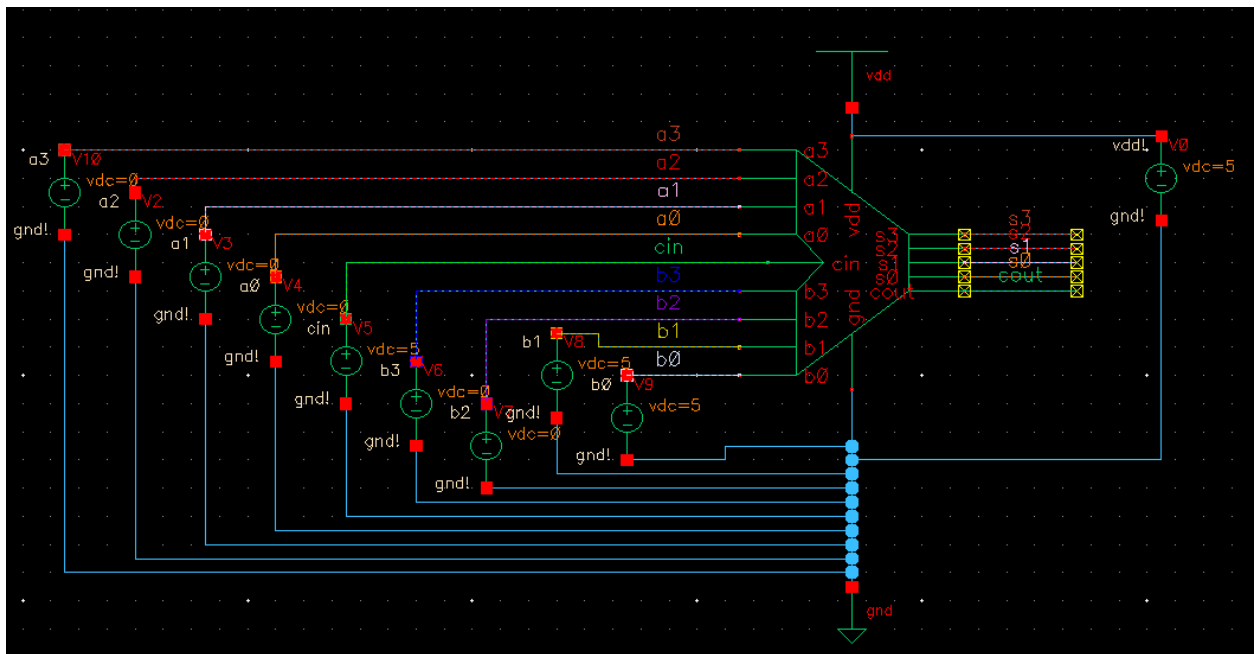 vdd
a3
a3
vdd!
V0
a3
V10
a2
a2
vdc=5
vdc=0
V2
a1
a1
a2
vdc=0
gnd!
s3
gnd!
a1
V3
a0
a0
vdd
s3
s2
cin
s2
s1
gnd!
vdc=0
cin
s1
a0
a0
V4
b3
b3
s0
cout
gnd!
vdc=0
b2
b2
gnd
cout
cin
V5
b1
b1
V8
b1
gnd!
vdc=5
b0
vdc=5
b3
V6
b0
V9
b0
gnd!
vdc=0
b2
V7
gnd!
vdc=5
gnd!
vdc=0
gnd!
gnd!
gnd